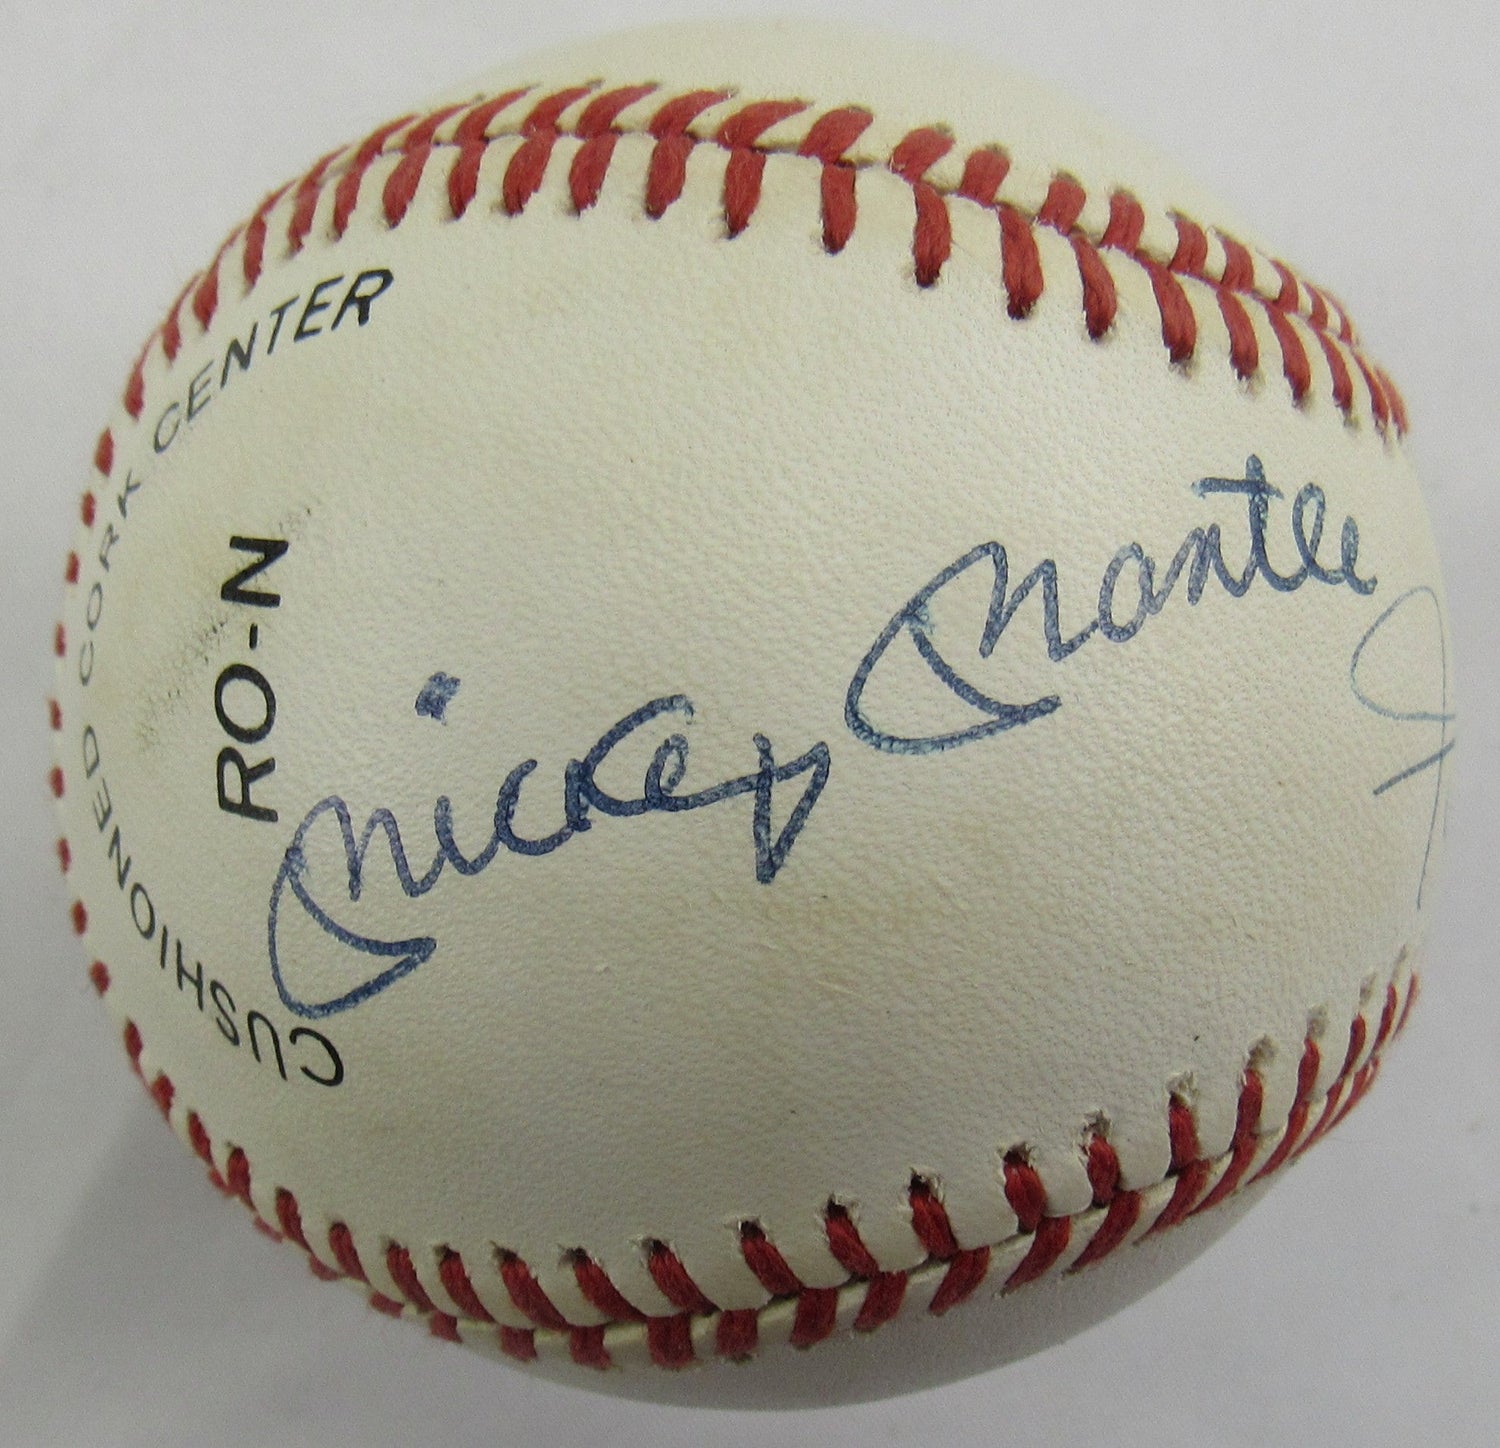 CUSHIONED CORK CENTER
RO-N
Mickey Mantle